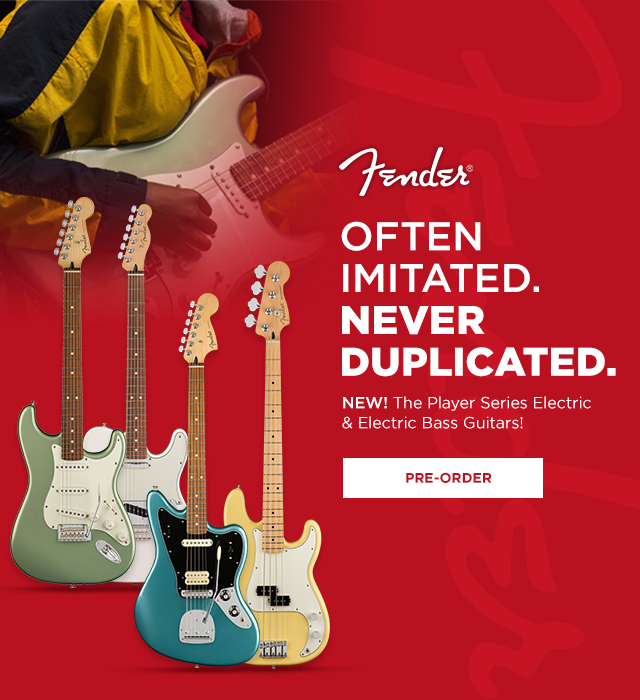 Fender®
OFTEN
IMITATED.
NEVER
DUPLICATED.
NEW! The Player Series Electric
& Electric Bass Guitars!
PRE-ORDER